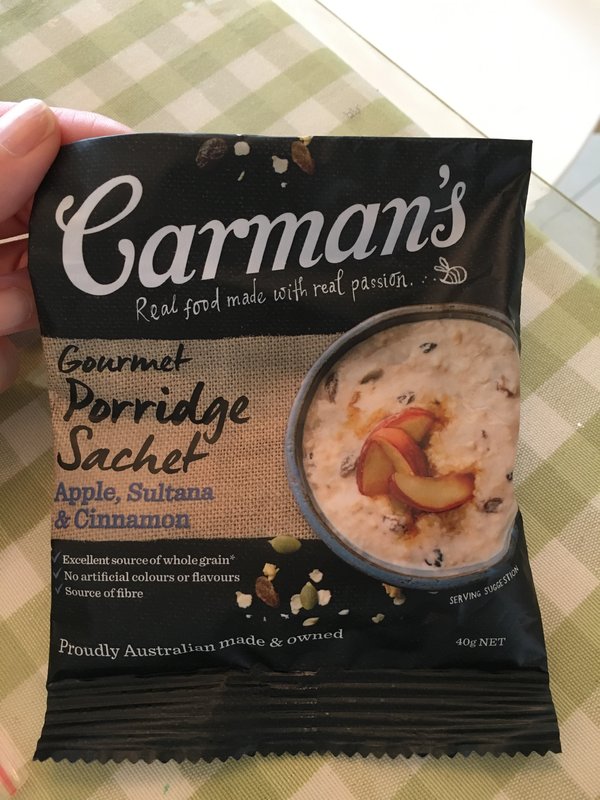 Carman's
Real food made with real passion.
Gourmet
Porridge
Sachet
Apple, Sultana
& Cinnamon
Excellent source of whole grain*
No artificial colours or flavours
Source of fibre
SERVING SUGGESTION
Proudly Australian made & owned
40g NET